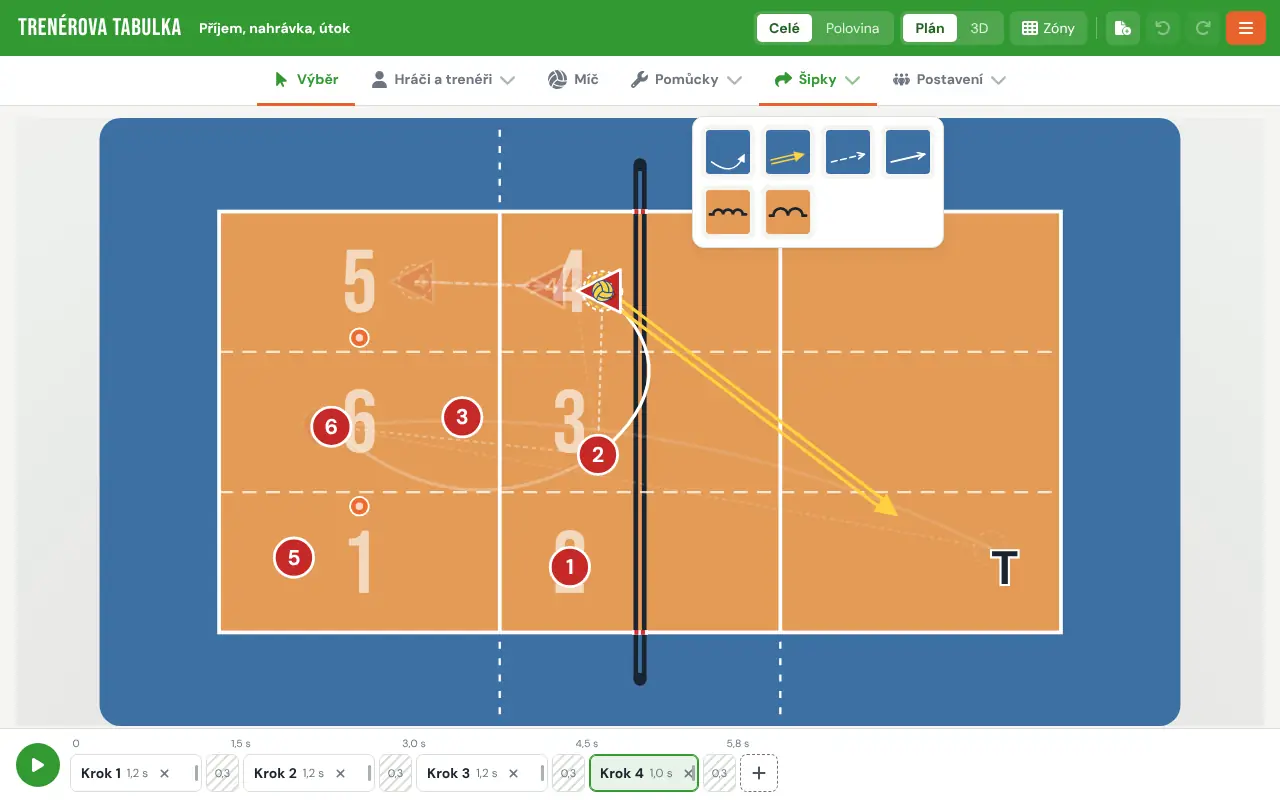 TRENÉROVA TABULKA Příjem, nahrávka, útok Celé Polovina Plán 3D Zóny
Výběr Hráči a trenéři Míč Pomůcky Šipky Postavení
5 4
6 3
6 3 2
1 2
5 1
T
0 1,5 s 3,0 s 4,5 s 5,8 s
Krok 1 1,2 s 0,3 Krok 2 1,2 s 0,3 Krok 3 1,2 s 0,3 Krok 4 1,0 s 0,3